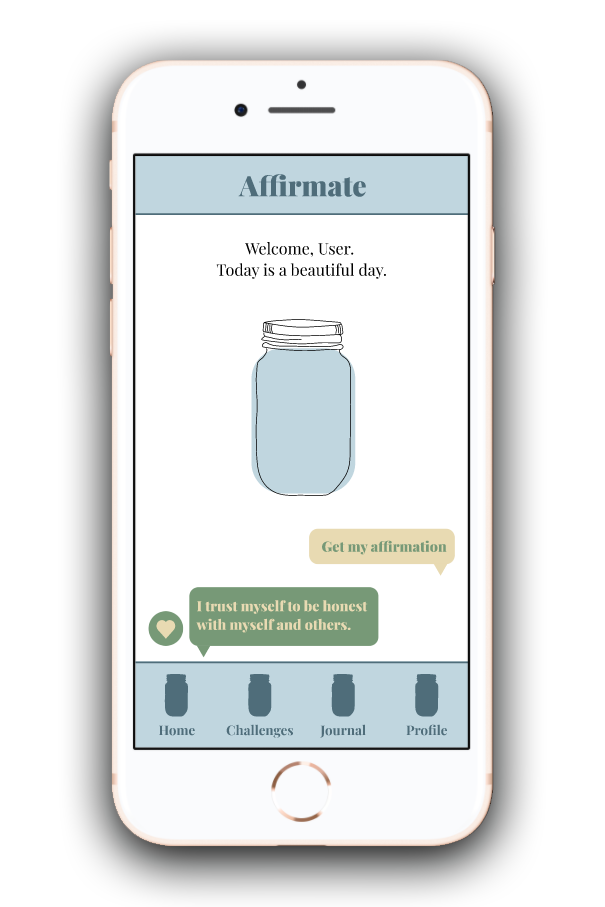 Affirmate
Welcome, User.
Today is a beautiful day.
Get my affirmation
I trust myself to be honest
with myself and others.
Home
Challenges
Journal
Profile